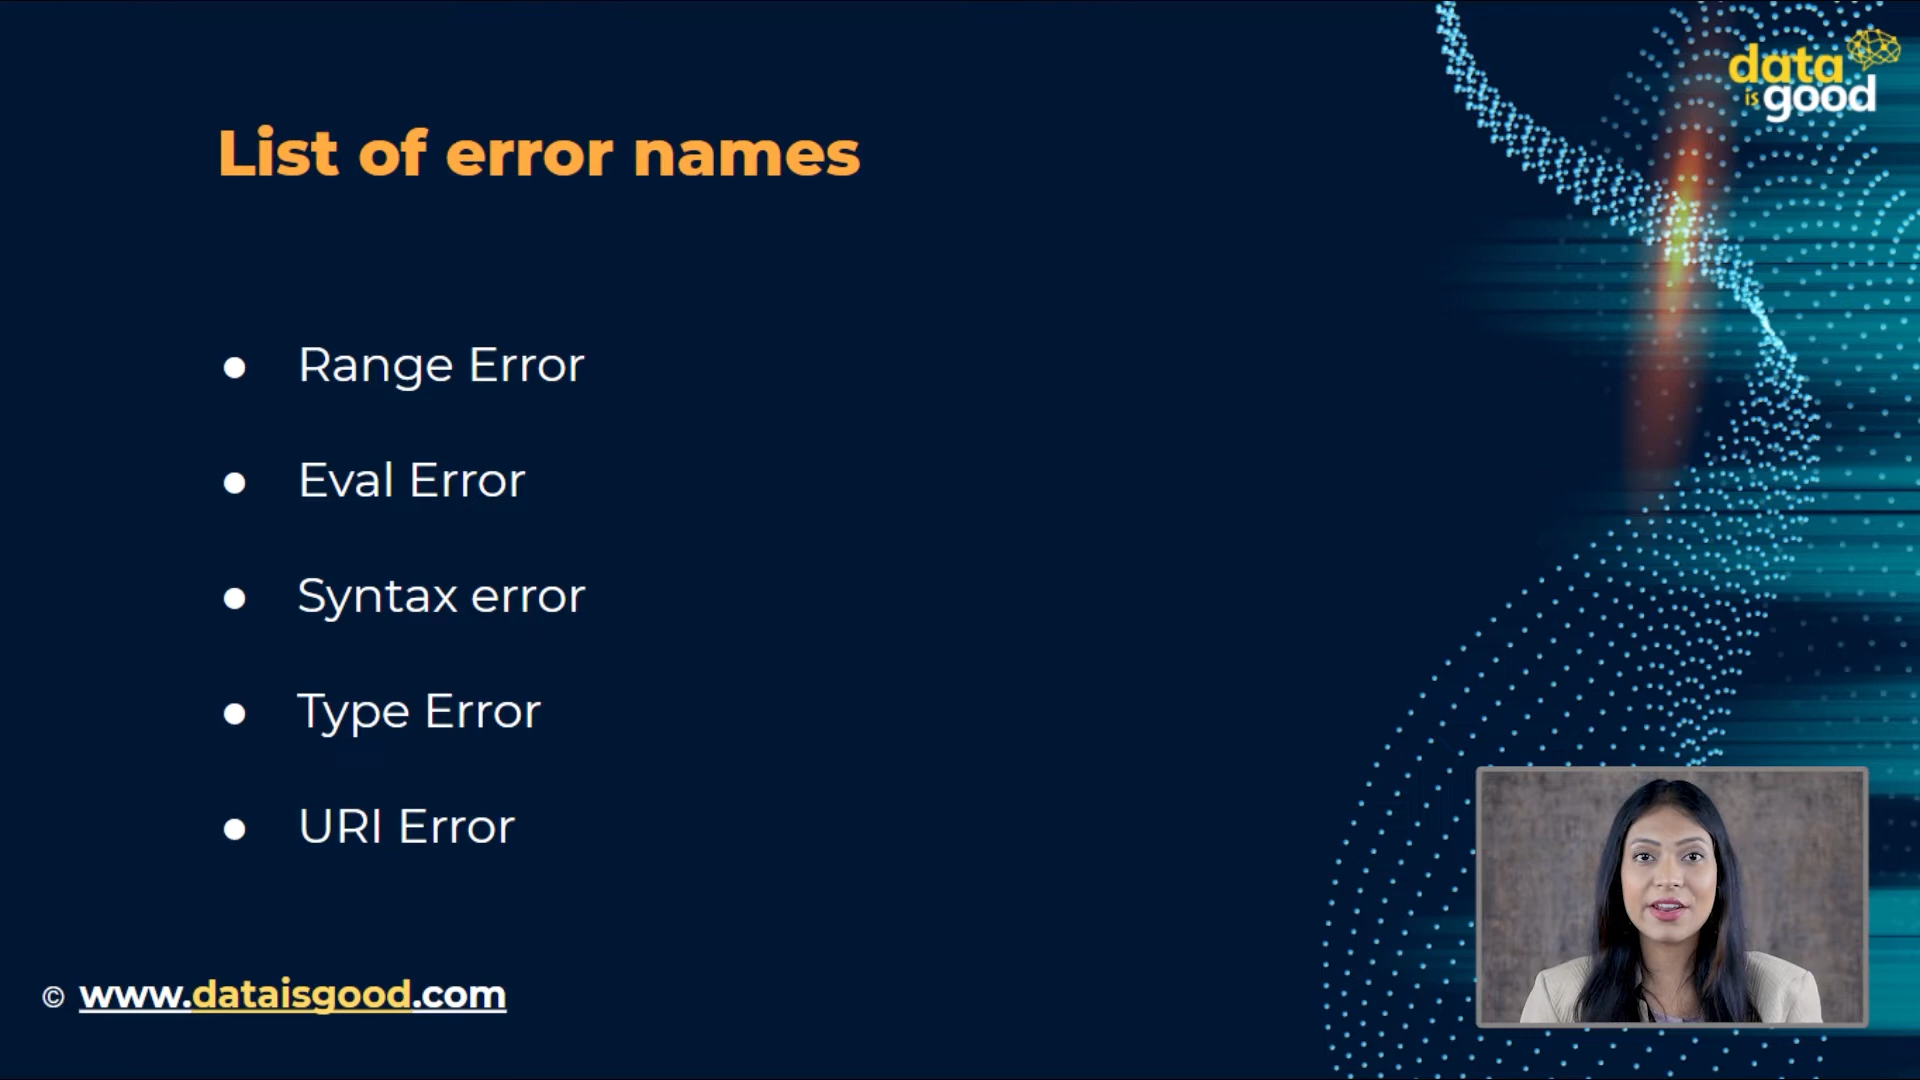 data
is good
List of error names
● Range Error
● Eval Error
● Syntax error
● Type Error
● URI Error
© www.dataisgood.com